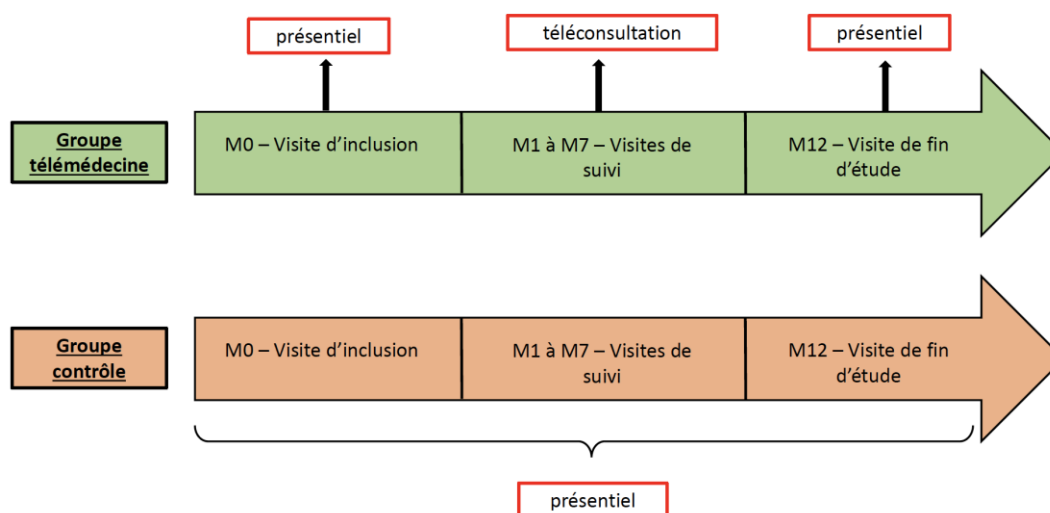 présentiel
téléconsultation
présentiel
Groupe
télémédecine
M0 – Visite d’inclusion
M1 à M7 – Visites de
suivi
M12 – Visite de fin
d’étude
Groupe
contrôle
M0 – Visite d’inclusion
M1 à M7 – Visites de
suivi
M12 – Visite de fin
d’étude
présentiel